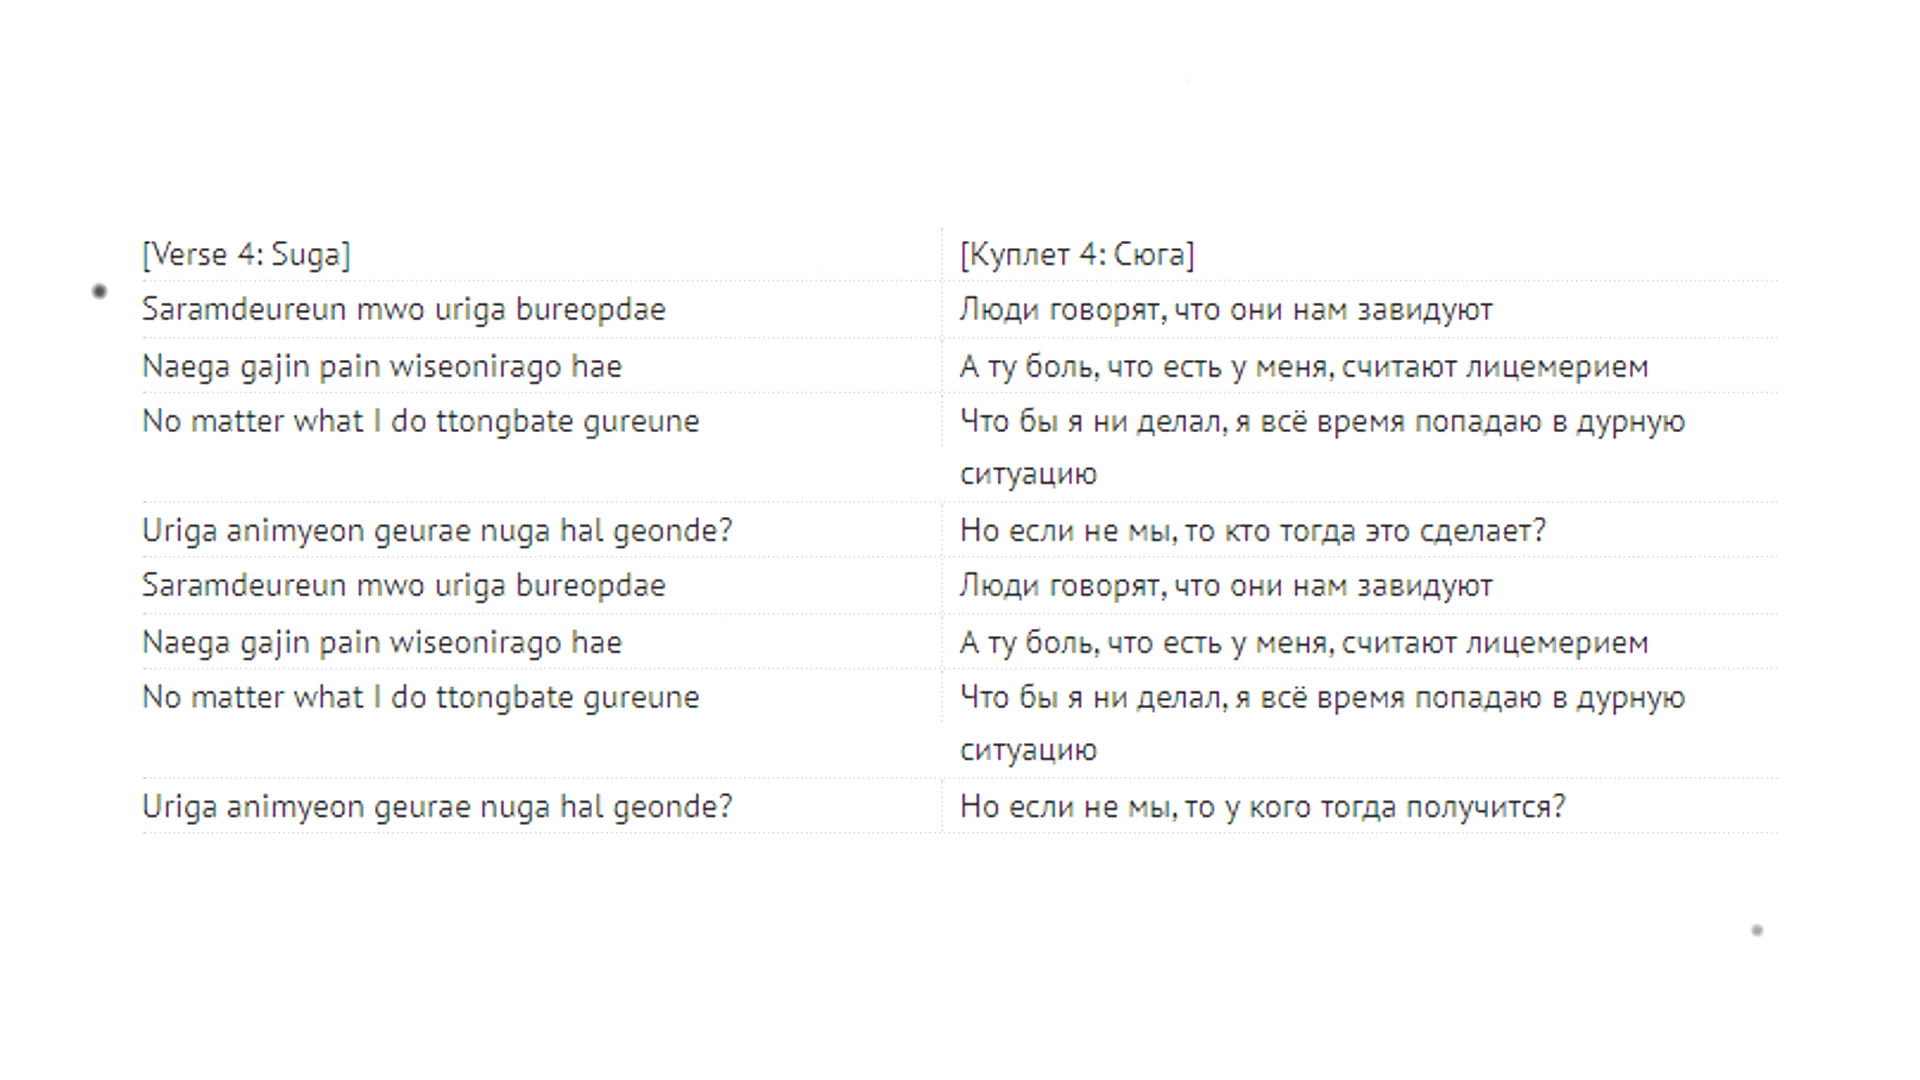 [Verse 4: Suga]
[Куплет 4: Сюга]
Saramdeureun mwo uriga bureopdae
Люди говорят, что они нам завидуют
Naega gajin pain wiseonirago hae
А ту боль, что есть у меня, считают лицемерием
No matter what I do ttongbate gureune
Что бы я ни делал, я всё время попадаю в дурную
ситуацию
Uriga animyeon geurae nuga hal geonde?
Но если не мы, то кто тогда это сделает?
Saramdeureun mwo uriga bureopdae
Люди говорят, что они нам завидуют
Naega gajin pain wiseonirago hae
А ту боль, что есть у меня, считают лицемерием
No matter what I do ttongbate gureune
Что бы я ни делал, я всё время попадаю в дурную
ситуацию
Uriga animyeon geurae nuga hal geonde?
Но если не мы, то у кого тогда получится?